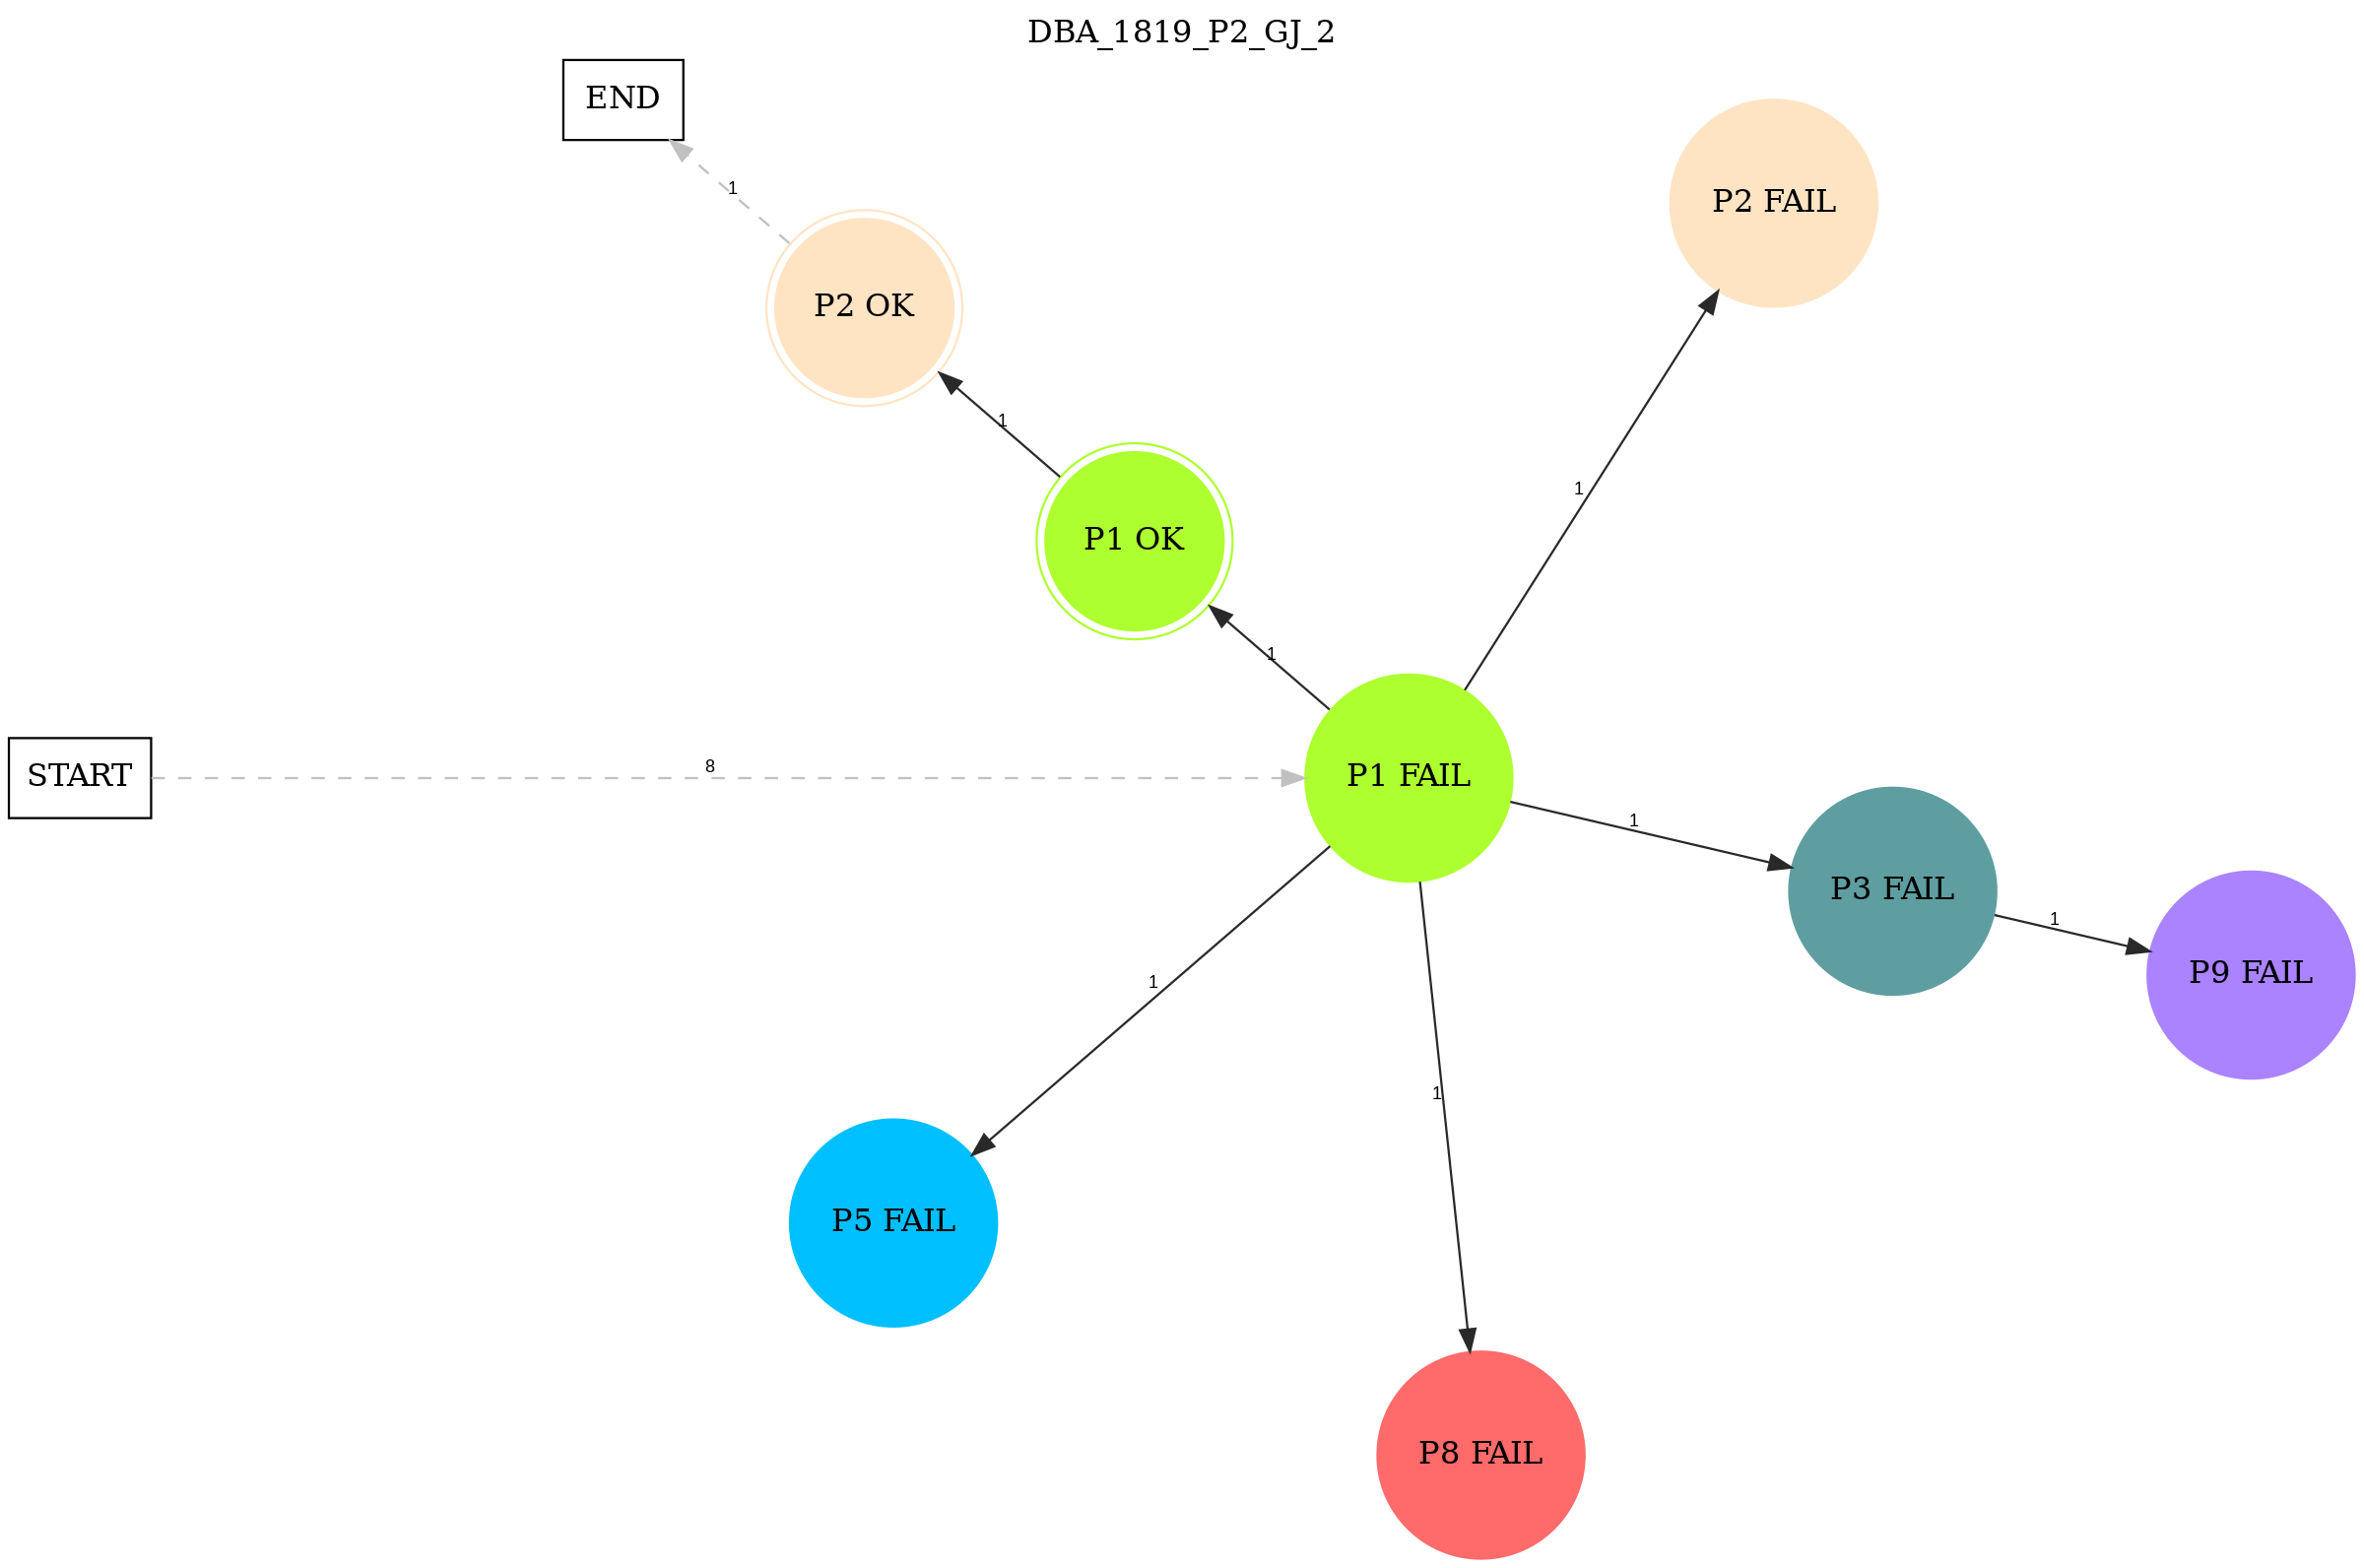 DBA_1819_P2_GJ_2
END
P2 FAIL
1
P2 OK
1
1
P1 OK
1
START
8
P1 FAIL
1
P3 FAIL
1
P9 FAIL
1
1
P5 FAIL
P8 FAIL